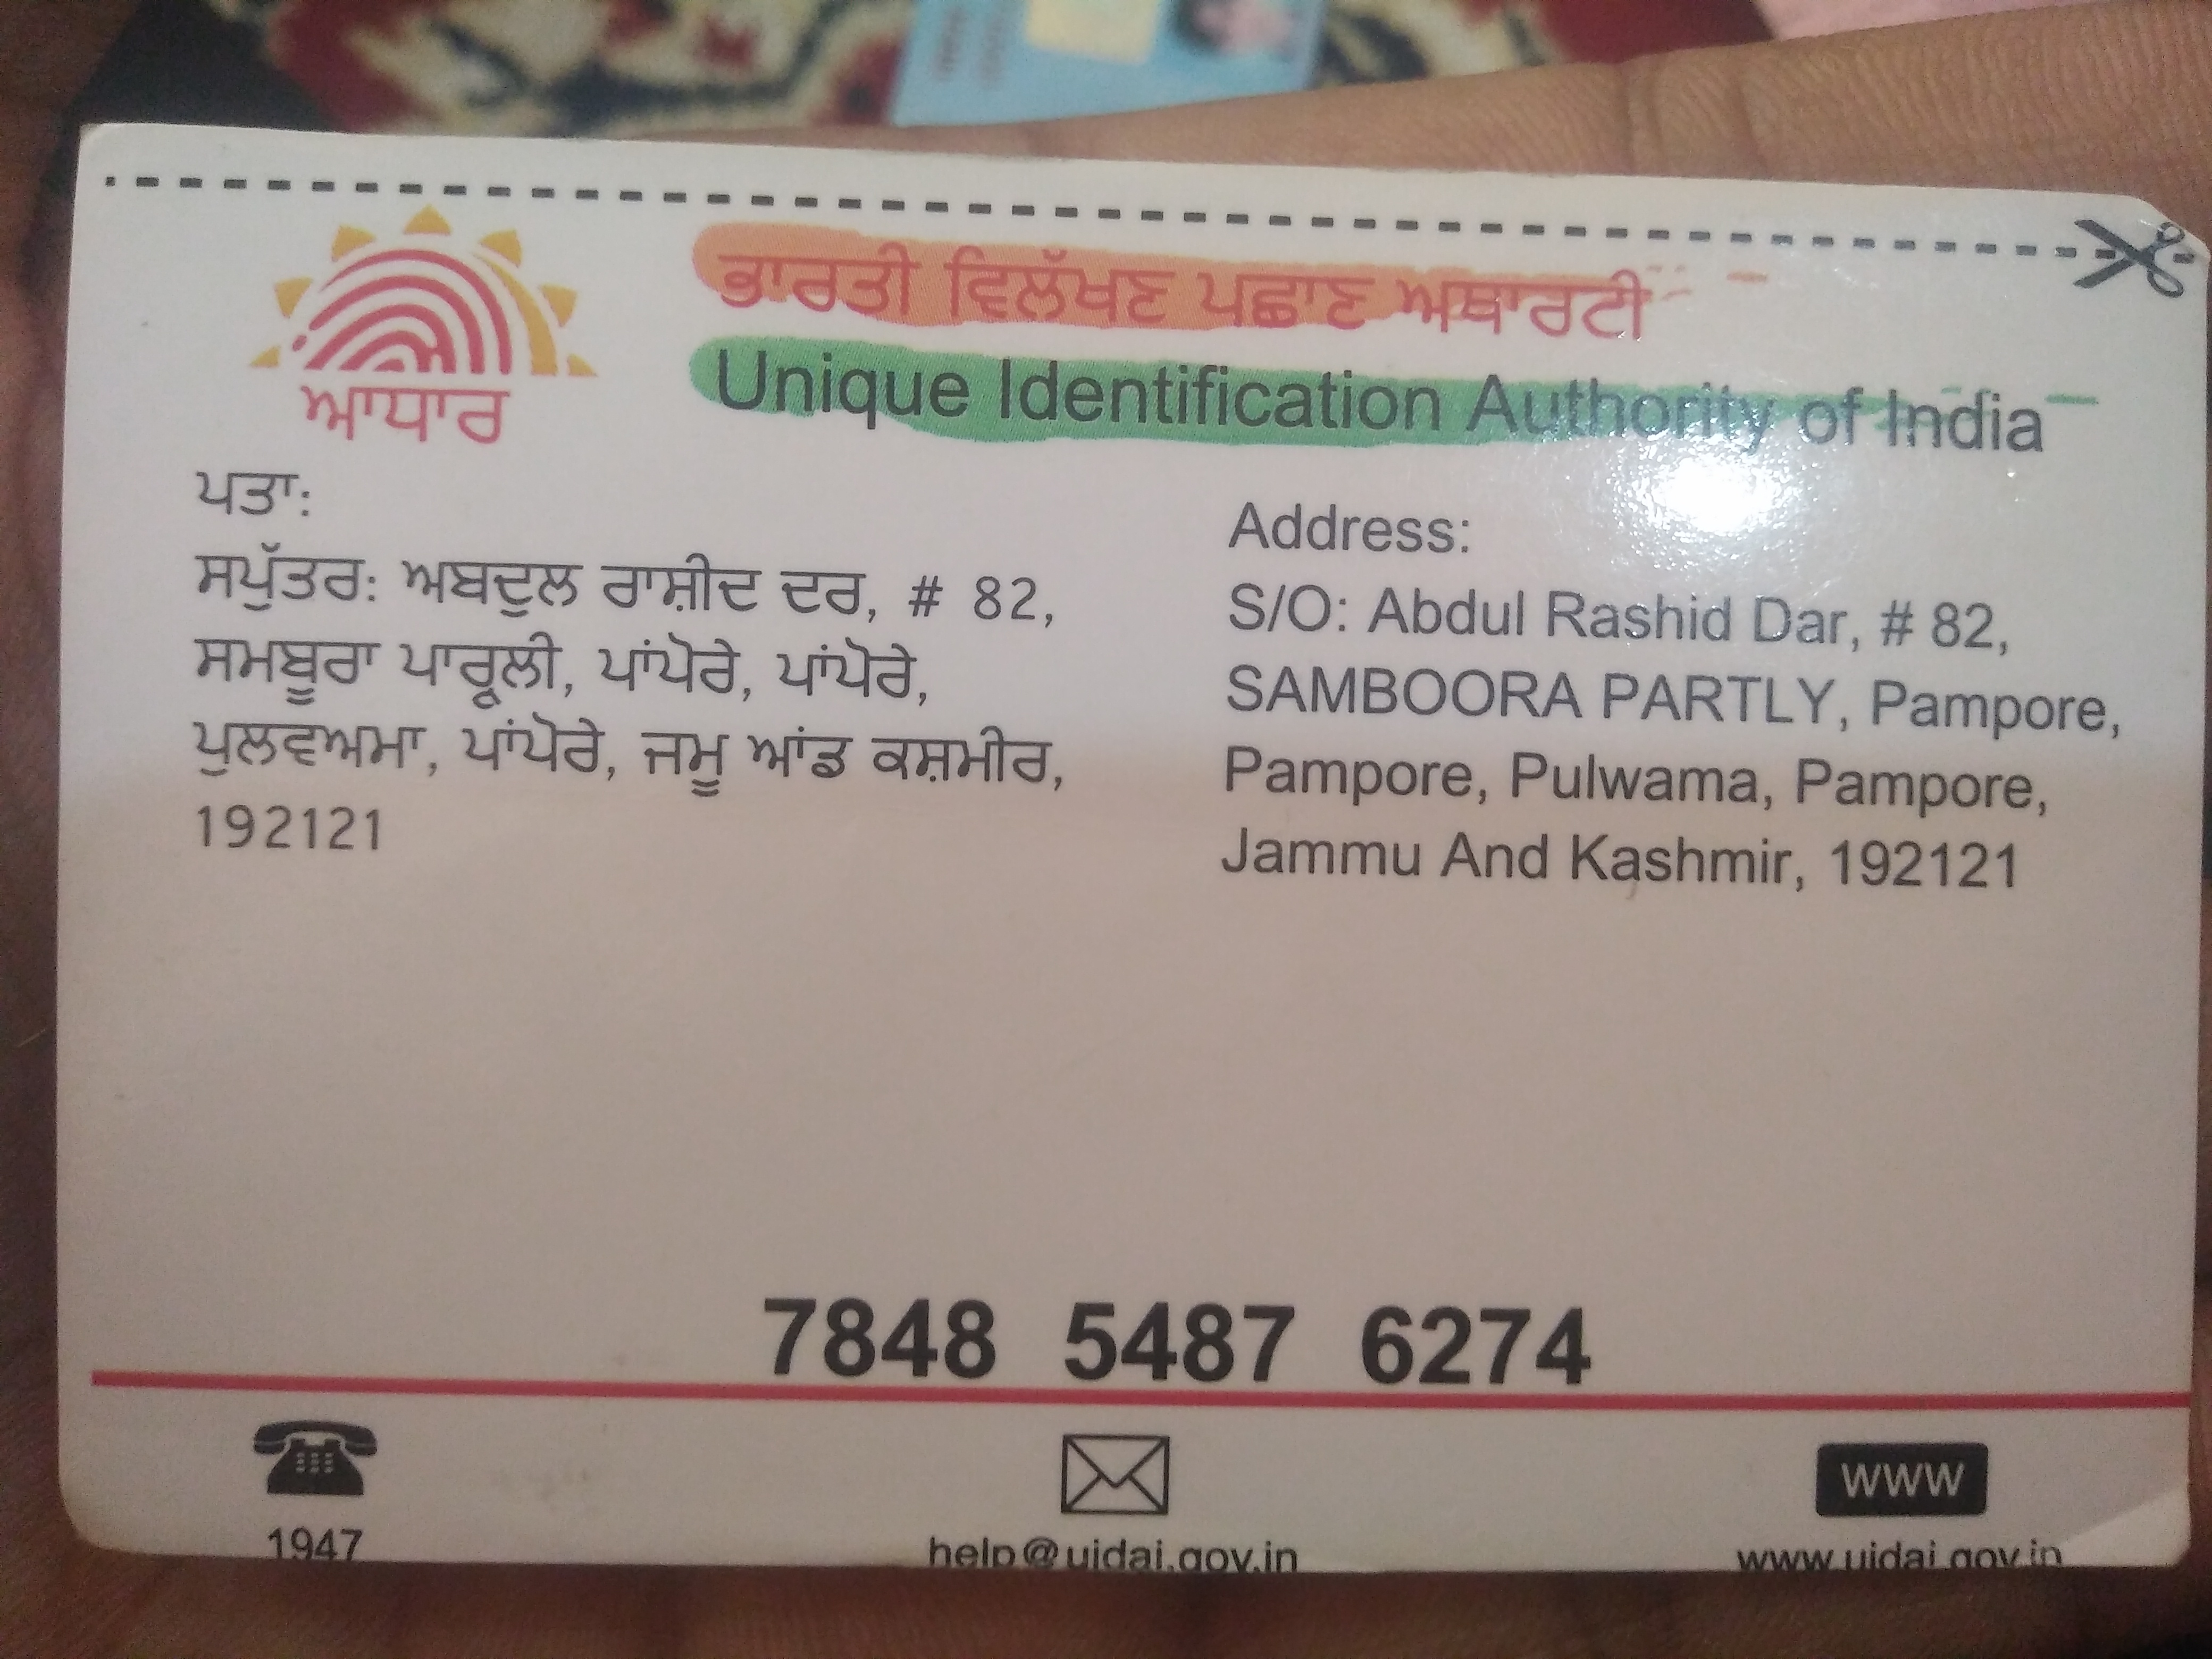 ਭਾਰਤੀ ਵਿਲੱਖਣ ਪਛਾਣ ਅਥਾਰਟੀ
Unique Identification Authority of India
ਆਧਾਰ
ਪਤਾ:
ਸਪੁੱਤਰ: ਅਬਦੁਲ ਰਾਸ਼ੀਦ ਦਰ, # 82,
ਸਮਬੂਰਾ ਪਾਰ੍ਟ੍ਲੀ, ਪਾਂਪੋਰੇ, ਪਾਂਪੋਰੇ,
ਪੁਲਵਅਮਾ, ਪਾਂਪੋਰੇ, ਜਮੂ ਆਂਡ ਕਸ਼ਮੀਰ,
192121
Address:
S/O: Abdul Rashid Dar, # 82,
SAMBOORA PARTLY, Pampore,
Pampore, Pulwama, Pampore,
Jammu And Kashmir, 192121
7848 5487 6274
1947
help@uidai.gov.in
WWW
www.uidai.gov.in